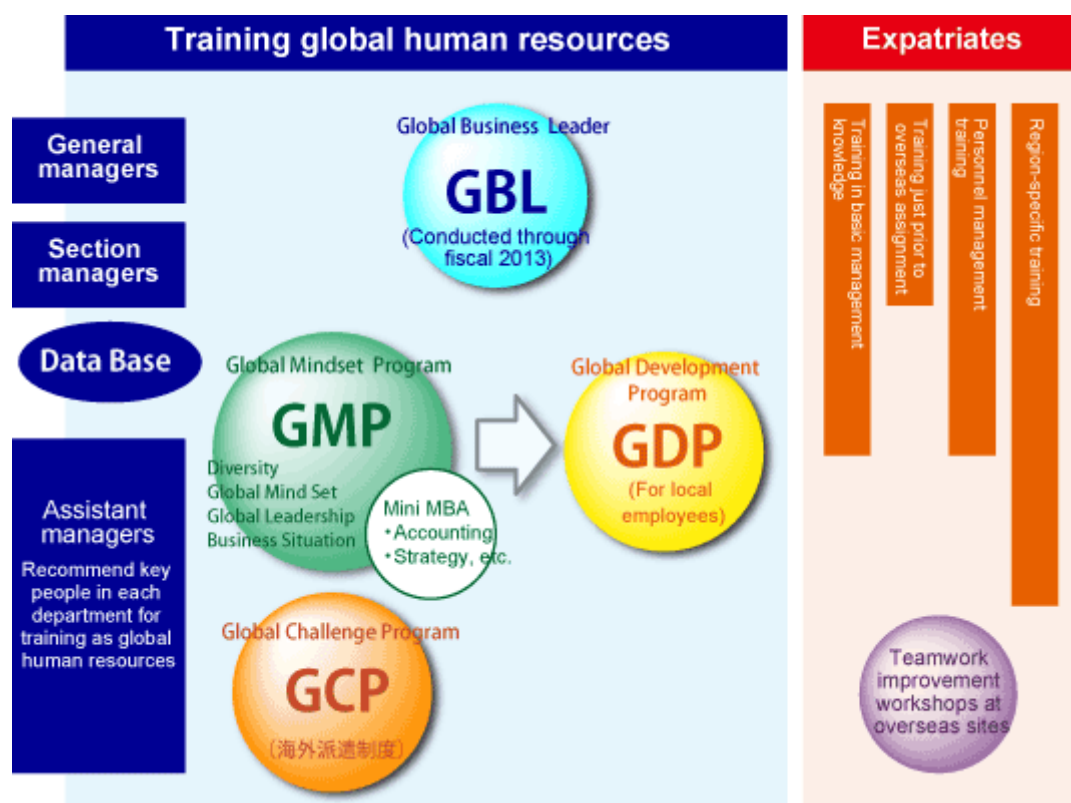 Training global human resources
Expatriates
General
managers
Section
managers
Data Base
Assistant
managers
Recommend key
people in each
department for
training as global
human resources
Global Business Leader
GBL
(Conducted through
fiscal 2013)
Global Mindset Program
GMP
Diversity
Global Mind Set
Global Leadership
Business Situation
Mini MBA
・Accounting
・Strategy, etc.
Global Development
Program
GDP
(For local
employees)
Global Challenge Program
GCP
(海外派遣制度)
Training in basic management
knowledge
Training just prior to
overseas assignment
Personnel management
training
Region-specific training
Teamwork
improvement
workshops at
overseas sites